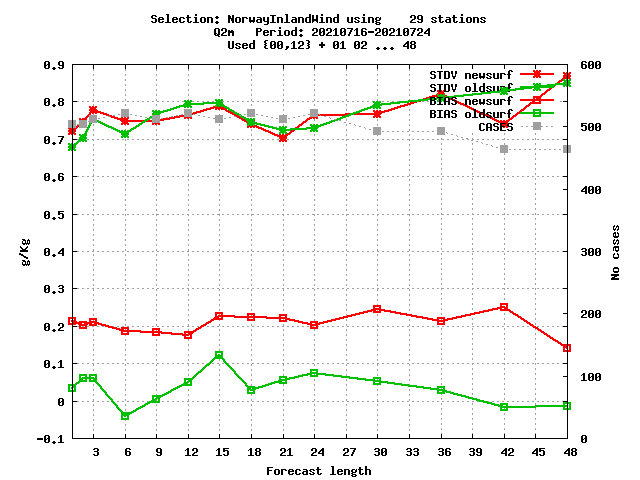 Selection: NorwayInlandWind using    29 stations
Q2m   Period: 20210716-20210724
Used {00,12} + 01 02 ... 48
0.9 600
STDV newsurf
STDV oldsurf
0.8 BIAS newsurf
BIAS oldsurf
CASES 500
0.7
0.6
400
0.5
g/Kg No cases
0.4 300
0.3
200
0.2
0.1 100
0
-0.1 0
3 6 9 12 15 18 21 24 27 30 33 36 39 42 45 48
Forecast length